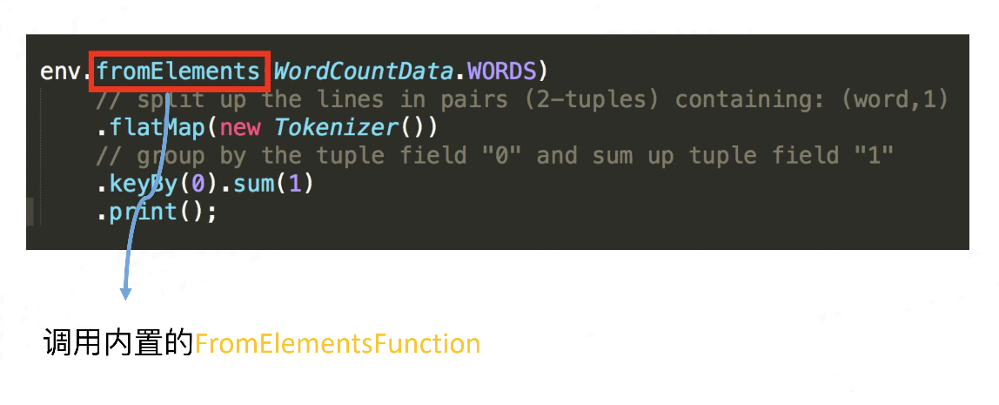 env.fromElements(WordCountData.WORDS)
// split up the lines in pairs (2-tuples) containing: (word,1)
.flatMap(new Tokenizer())
// group by the tuple field "0" and sum up tuple field "1"
.keyBy(0).sum(1)
.print();
调用内置的FromElementsFunction